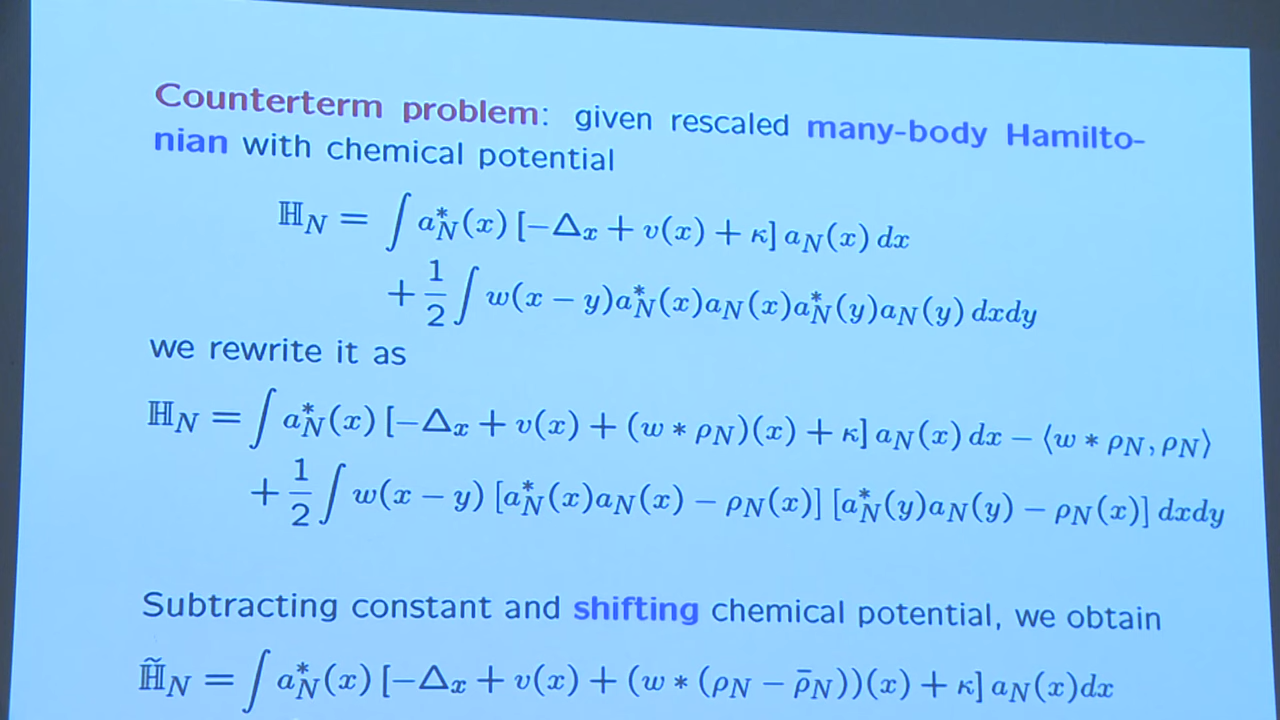 Counterterm problem: given rescaled many-body Hamilto-
nian with chemical potential
ℍ_N = ∫ a*_N(x) [−Δ_x + v(x) + κ] a_N(x) dx
+ 1/2 ∫ w(x − y)a*_N(x)a_N(x)a*_N(y)a_N(y) dxdy
we rewrite it as
ℍ_N = ∫ a*_N(x) [−Δ_x + v(x) + (w * ρ_N)(x) + κ] a_N(x) dx − ⟨w * ρ_N, ρ_N⟩
+ 1/2 ∫ w(x − y) [a*_N(x)a_N(x) − ρ_N(x)] [a*_N(y)a_N(y) − ρ_N(x)] dxdy
Subtracting constant and shifting chemical potential, we obtain
ℍ̃_N = ∫ a*_N(x) [−Δ_x + v(x) + (w * (ρ_N − ρ̄_N))(x) + κ] a_N(x)dx